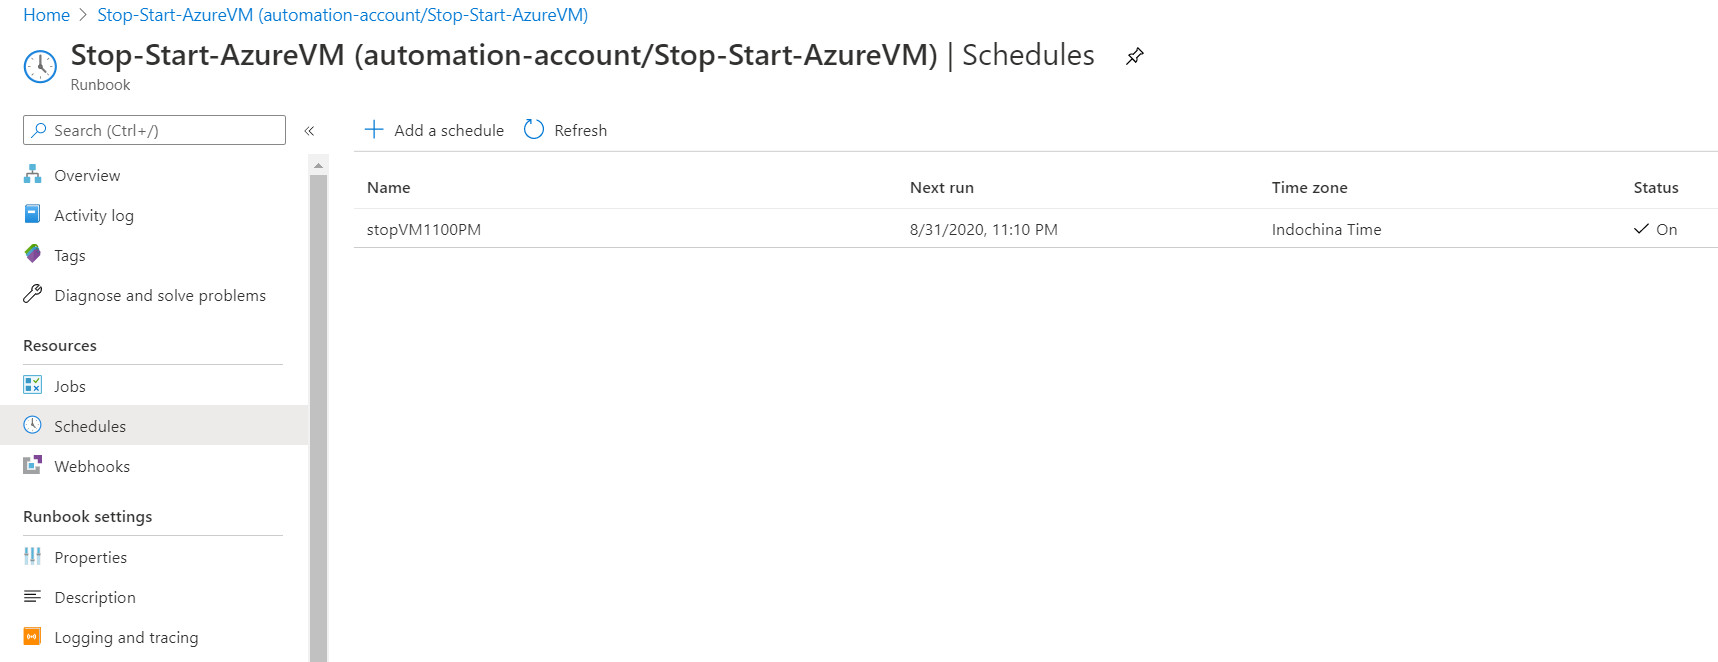 Home > Stop-Start-AzureVM (automation-account/Stop-Start-AzureVM)
Stop-Start-AzureVM (automation-account/Stop-Start-AzureVM) | Schedules
Runbook
Search (Ctrl+/)
«
Add a schedule
Refresh
Overview
Activity log
Tags
Diagnose and solve problems
Resources
Jobs
Schedules
Webhooks
Runbook settings
Properties
Description
Logging and tracing
Name Next run Time zone Status
stopVM1100PM 8/31/2020, 11:10 PM Indochina Time On